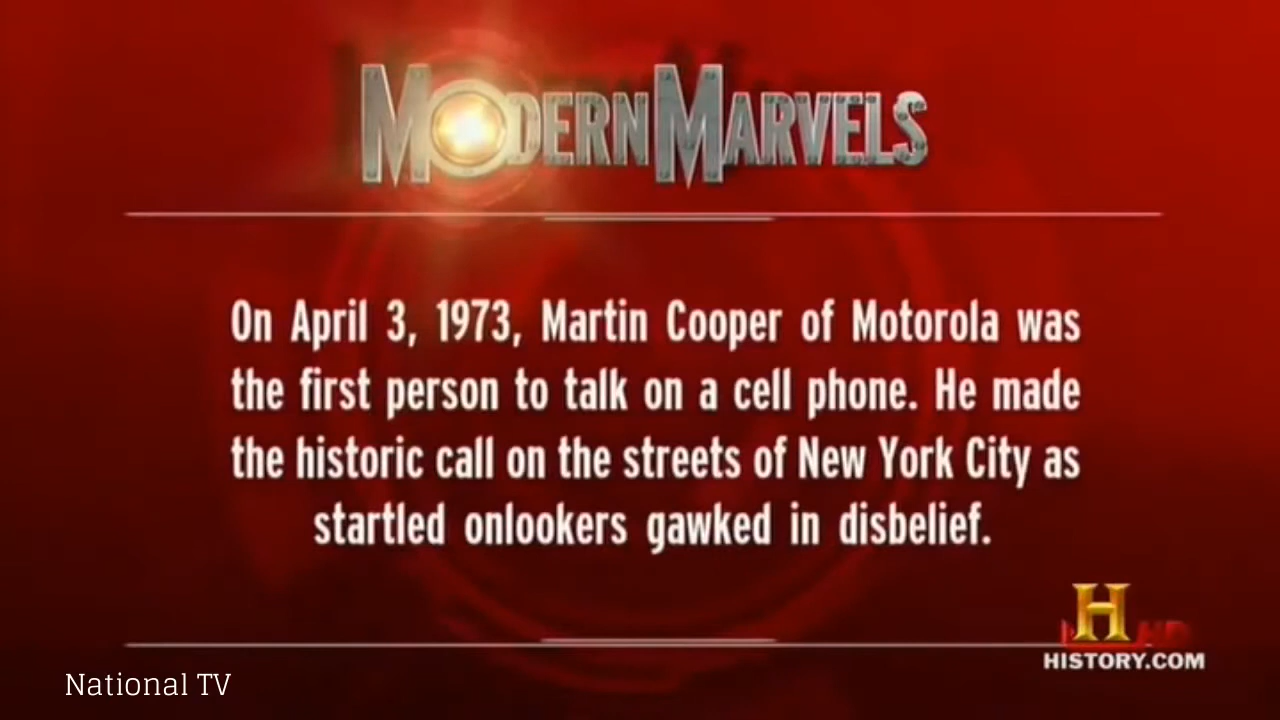 MODERN MARVELS
On April 3, 1973, Martin Cooper of Motorola was
the first person to talk on a cell phone. He made
the historic call on the streets of New York City as
startled onlookers gawked in disbelief.
H HD
HISTORY.COM
National TV